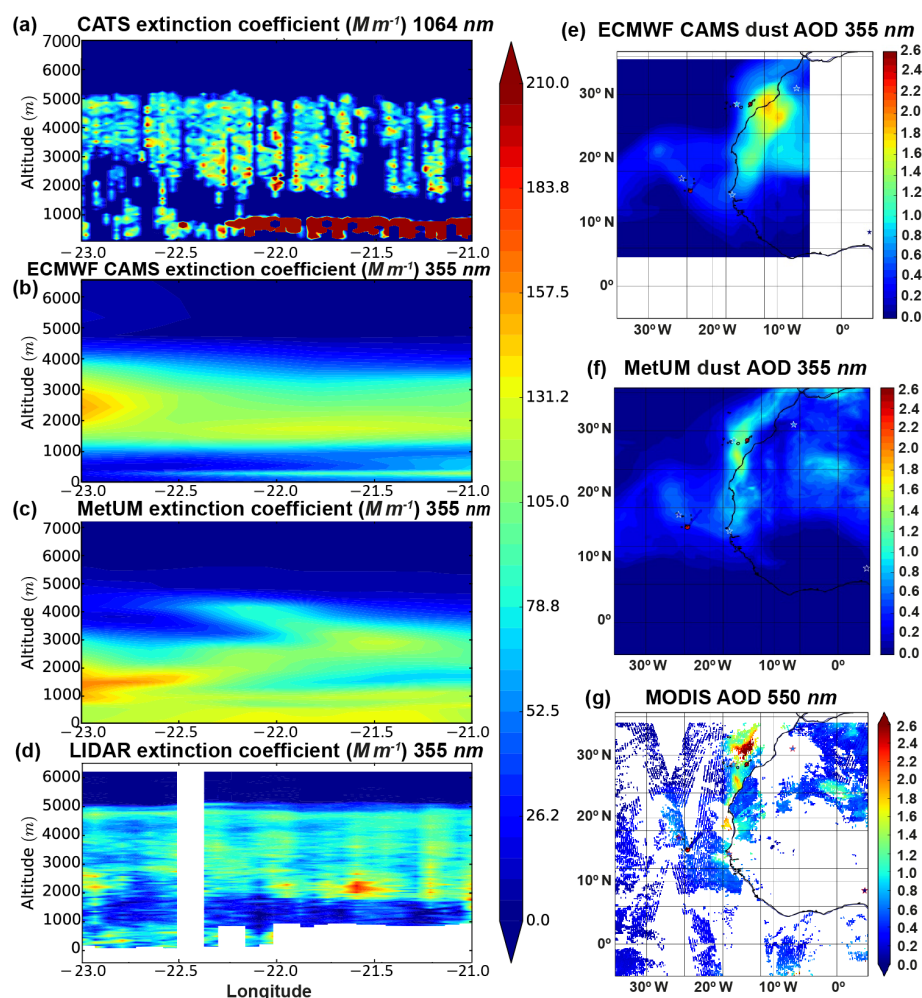 (a) CATS extinction coefficient (M m⁻¹) 1064 nm
7000
6000
5000
4000
3000
2000
1000
Altitude (m)
−23.0 −22.5 −22.0 −21.5 −21.0
ECMWF CAMS extinction coefficient (M m⁻¹) 355 nm
(b)
6000
5000
4000
3000
2000
1000
0
Altitude (m)
−23.0 −22.5 −22.0 −21.5 −21.0
(c) MetUM extinction coefficient (M m⁻¹) 355 nm
7000
6000
5000
4000
3000
2000
1000
0
Altitude (m)
−23.0 −22.5 −22.0 −21.5 −21.0
(d) LIDAR extinction coefficient (M m⁻¹) 355 nm
6000
5000
4000
3000
2000
1000
0
Altitude (m)
−23.0 −22.5 −22.0 −21.5 −21.0
Longitude
210.0
183.8
157.5
131.2
105.0
78.8
52.5
26.2
0.0
(e) ECMWF CAMS dust AOD 355 nm
30°N
20°N
10°N
0°
30°W 20°W 10°W 0°
2.6
2.4
2.2
2.0
1.8
1.6
1.4
1.2
1.0
0.8
0.6
0.4
0.2
0.0
(f) MetUM dust AOD 355 nm
30°N
20°N
10°N
0°
30°W 20°W 10°W 0°
2.6
2.4
2.2
2.0
1.8
1.6
1.4
1.2
1.0
0.8
0.6
0.4
0.2
0.0
(g) MODIS AOD 550 nm
30°N
20°N
10°N
0°
30°W 20°W 10°W 0°
2.6
2.4
2.2
2.0
1.8
1.6
1.4
1.2
1.0
0.8
0.6
0.4
0.2
0.0